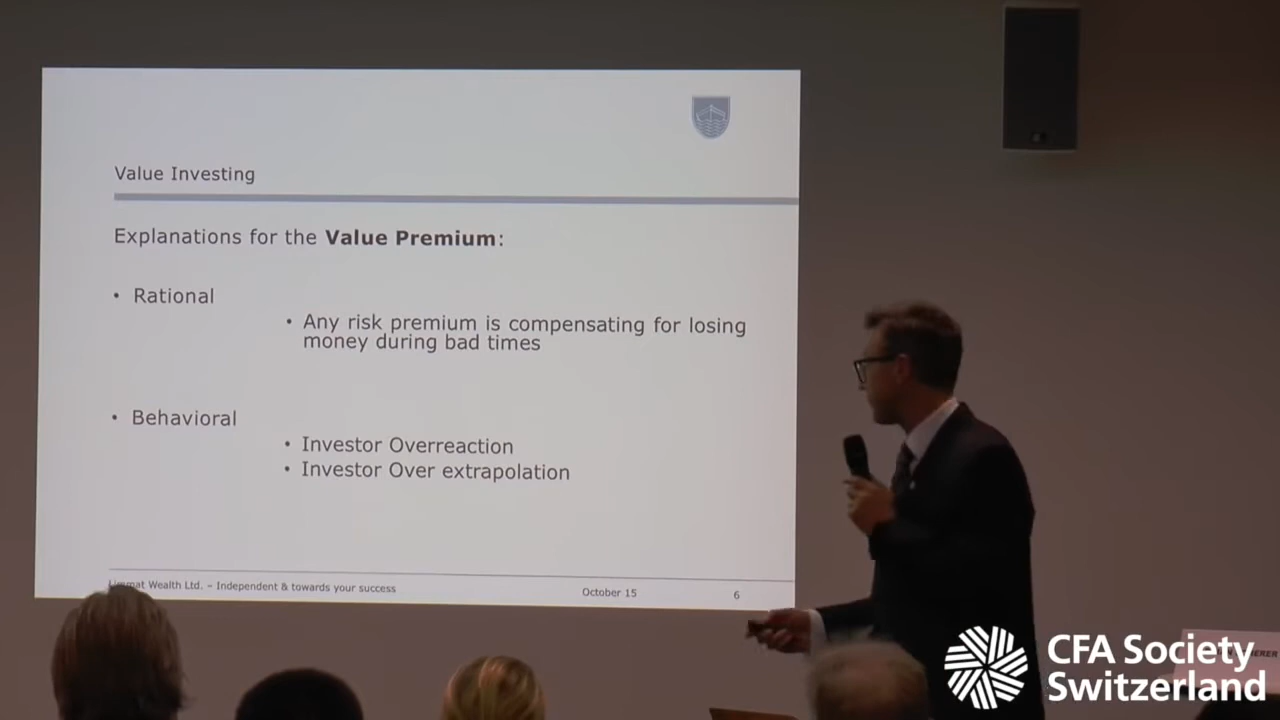 Value Investing
Explanations for the Value Premium:
• Rational
• Any risk premium is compensating for losing
money during bad times
• Behavioral
• Investor Overreaction
• Investor Over extrapolation
Wealth Ltd. – Independent & towards your success
October 15
6
CFA Society
Switzerland